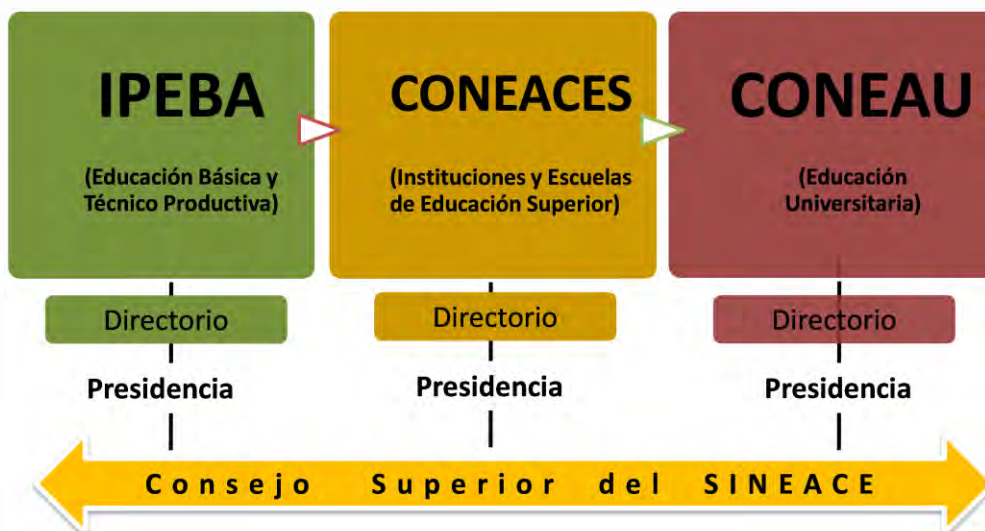 IPEBA
(Educación Básica y
Técnico Productiva)
Directorio
Presidencia
CONEACES
(Instituciones y Escuelas
de Educación Superior)
Directorio
Presidencia
CONEAU
(Educación
Universitaria)
Directorio
Presidencia
Consejo Superior del SINEACE